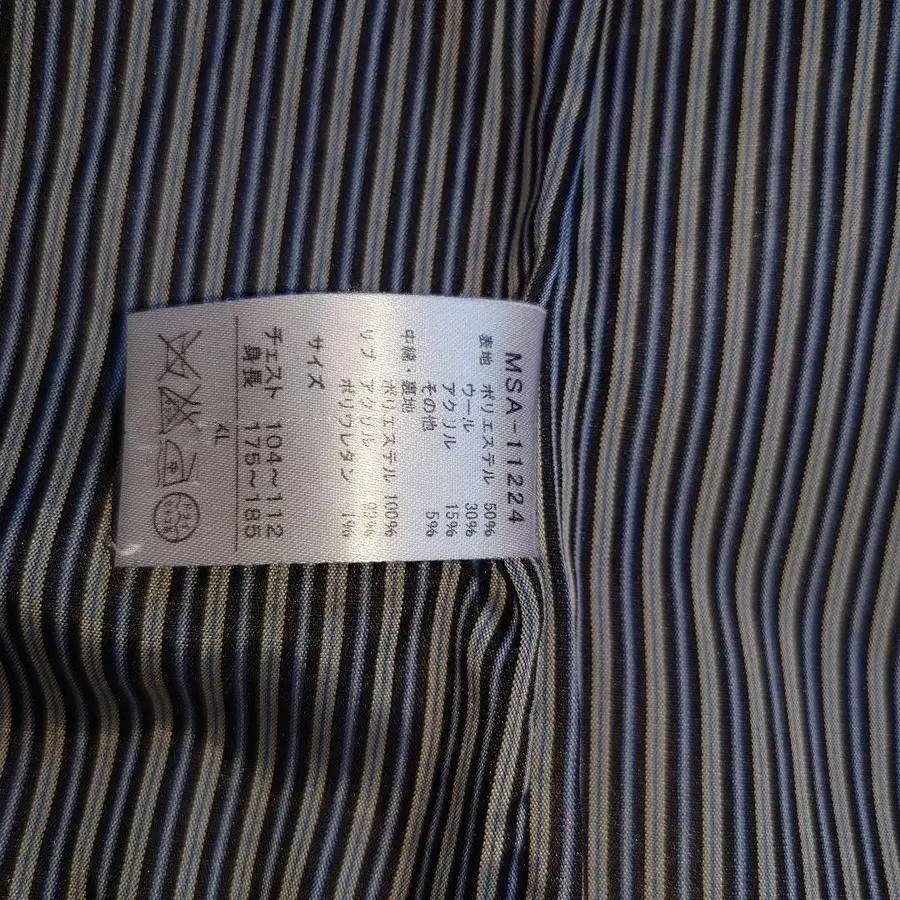 MSA-11224
表地 ポリエステル 50%
ウール 30%
アクリル 15%
その他 5%
中綿・裏地
ポリエステル 100%
リブ アクリル 99%
ポリウレタン 1%
サイズ
チェスト 104～112
身長 175～185
XL
中